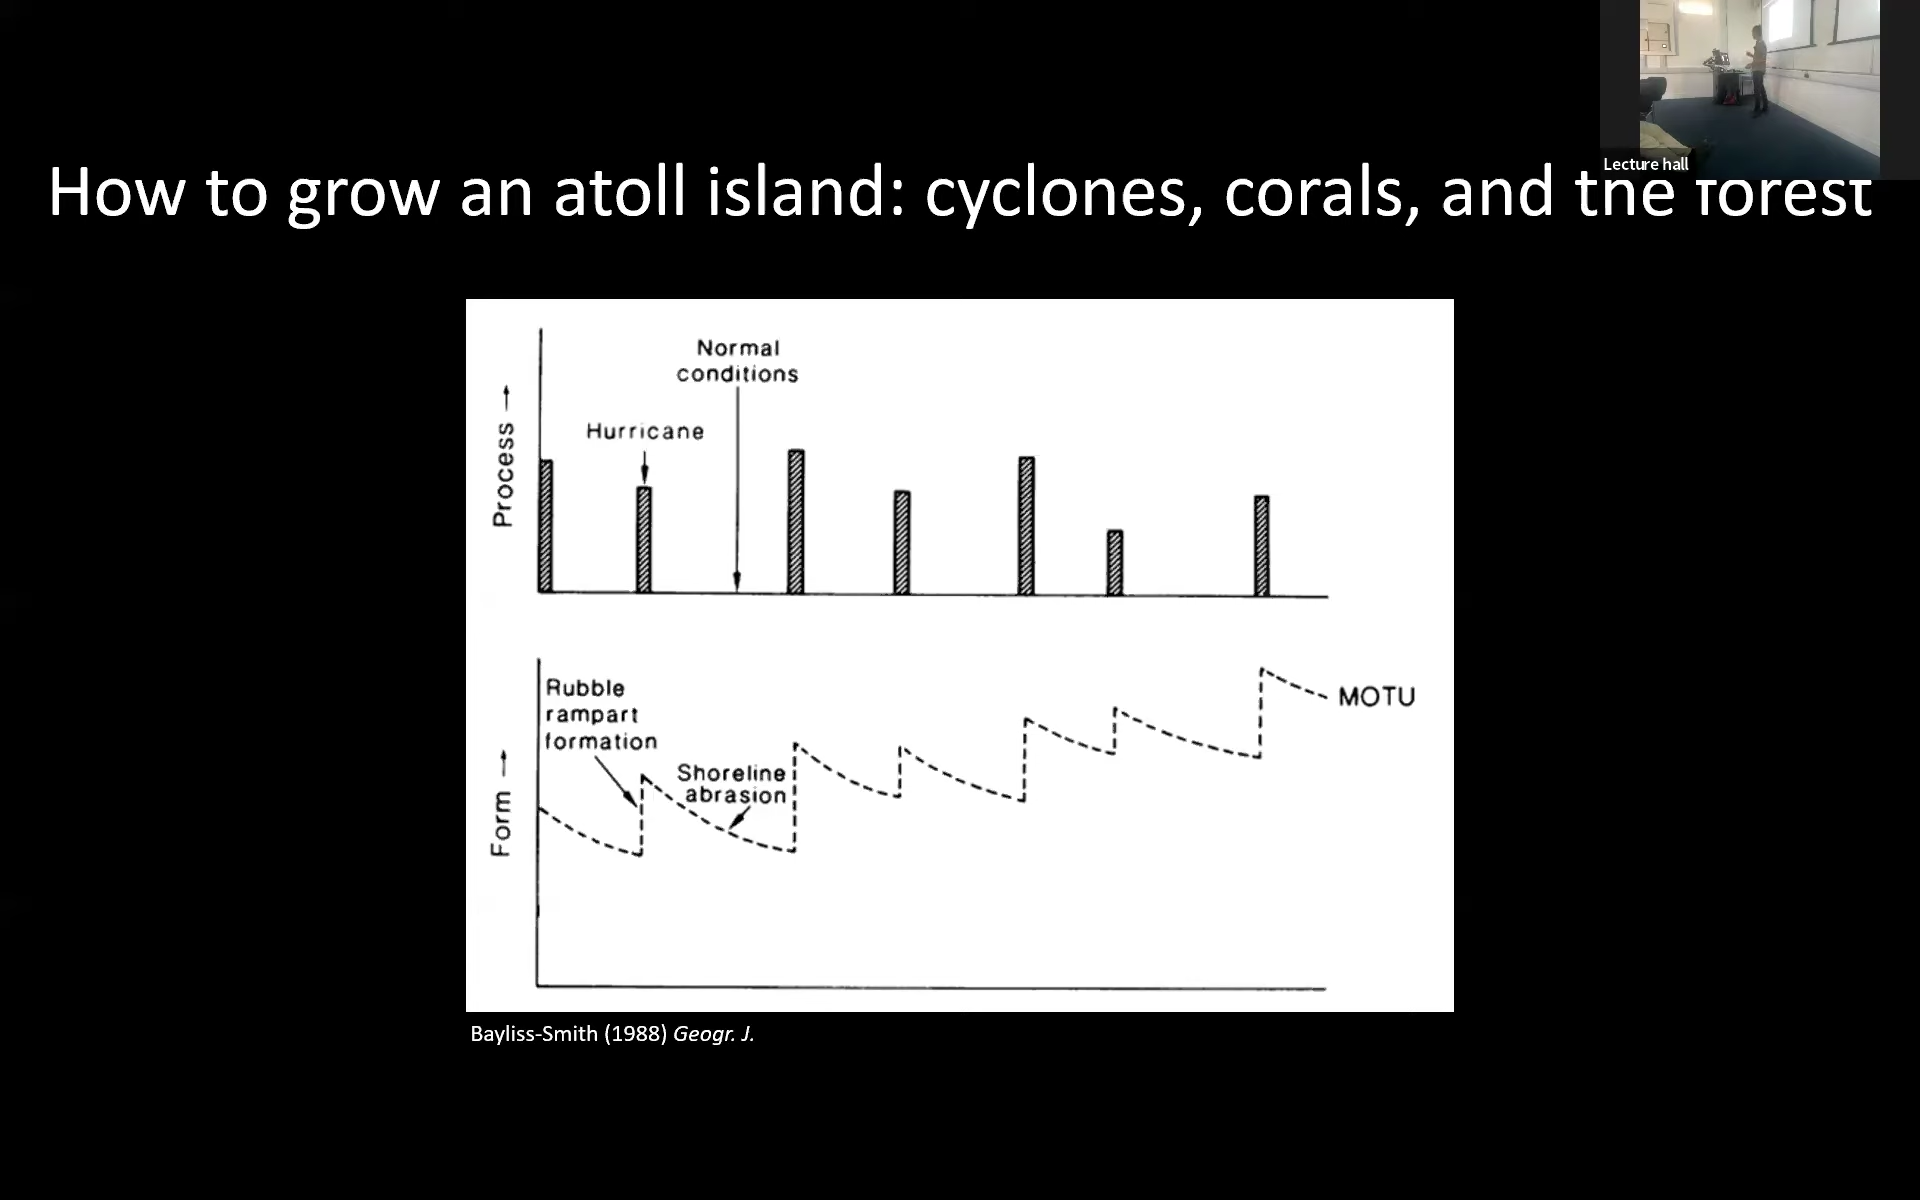 Lecture hall
How to grow an atoll island: cyclones, corals, and the forest
Normal
conditions
Hurricane
Process
Rubble
rampart
formation
Shoreline
abrasion
MOTU
Form
Bayliss-Smith (1988) Geogr. J.